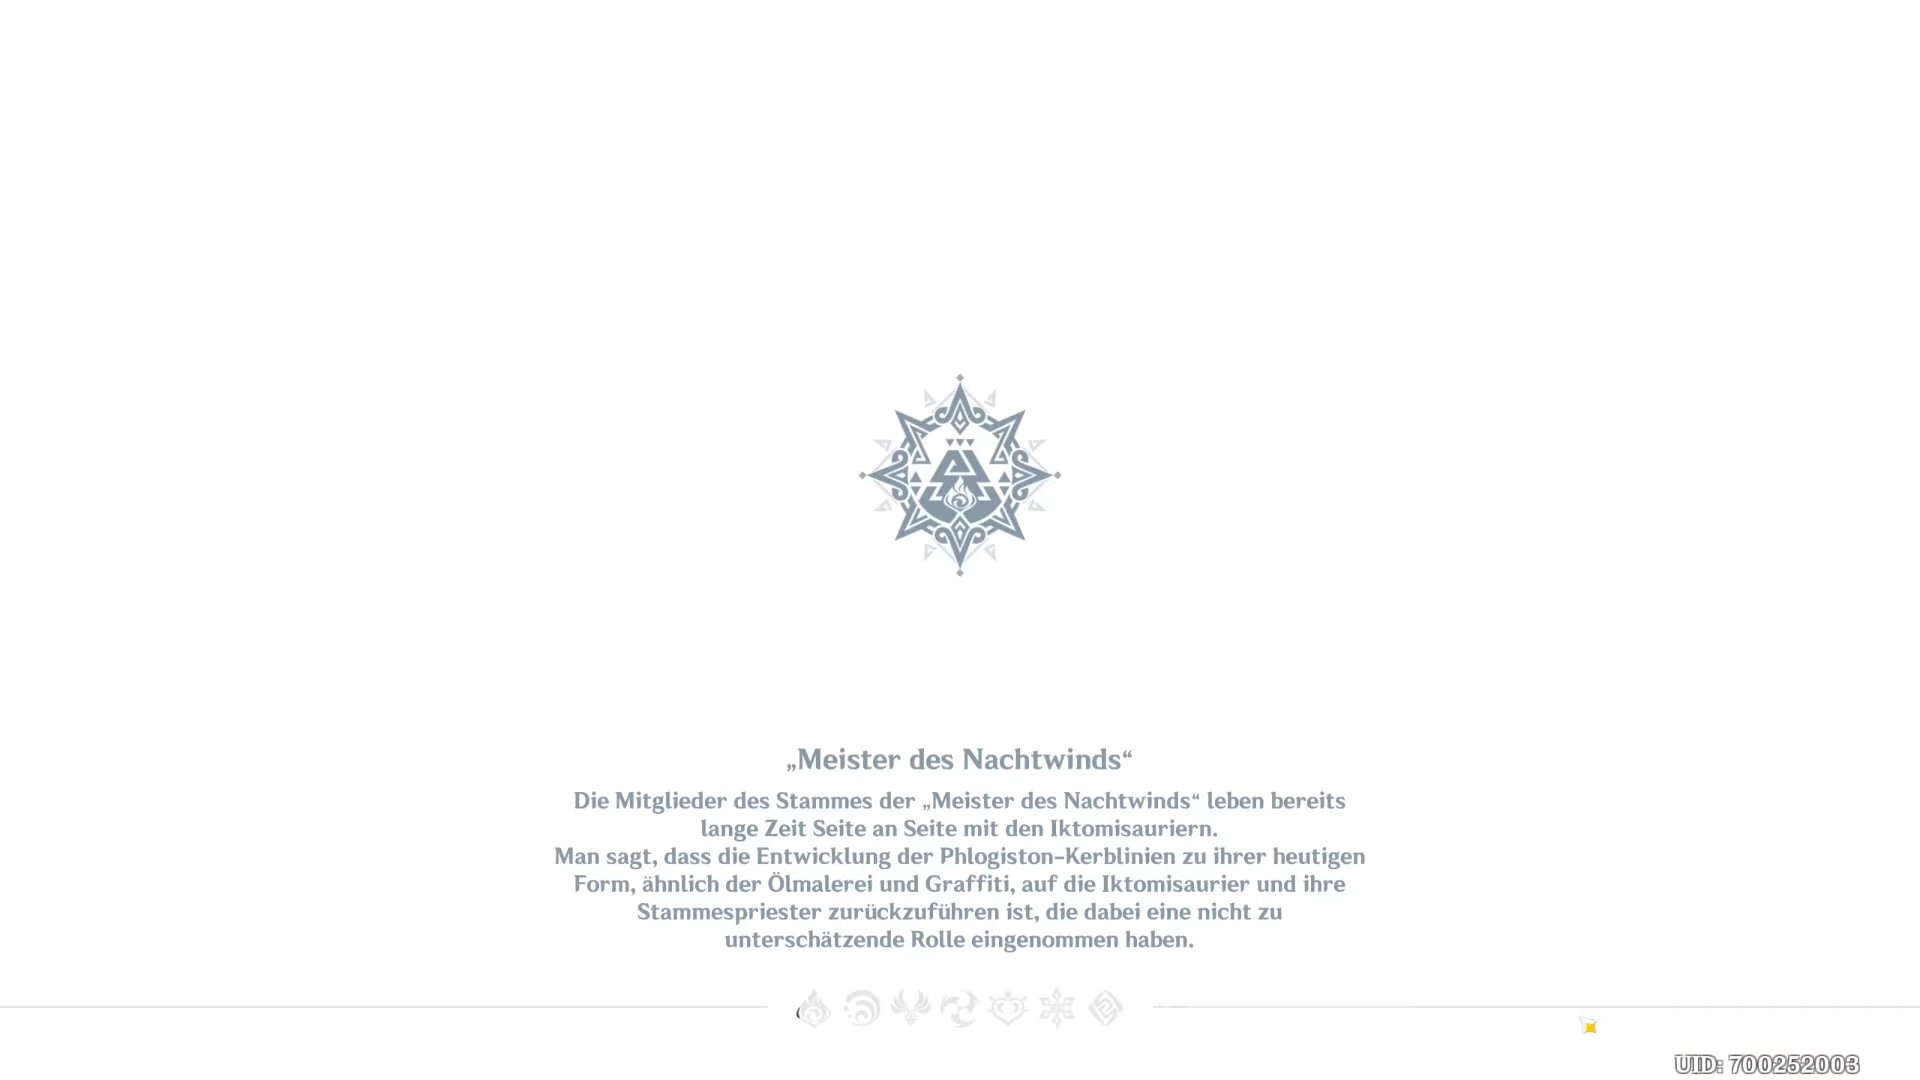 „Meister des Nachtwinds“
Die Mitglieder des Stammes der „Meister des Nachtwinds“ leben bereits
lange Zeit Seite an Seite mit den Iktomisauriern.
Man sagt, dass die Entwicklung der Phlogiston-Kerblinien zu ihrer heutigen
Form, ähnlich der Ölmalerei und Graffiti, auf die Iktomisaurier und ihre
Stammespriester zurückzuführen ist, die dabei eine nicht zu
unterschätzende Rolle eingenommen haben.
UID: 700252003